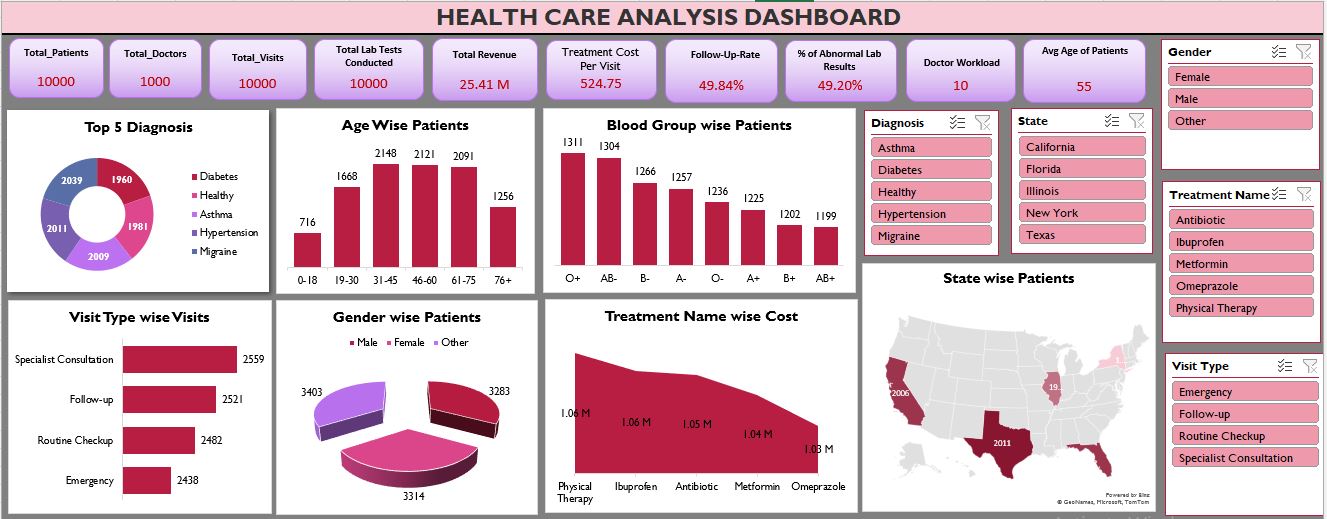 HEALTH CARE ANALYSIS DASHBOARD
Total_Patients
10000
Total_Doctors
1000
Total_Visits
10000
Total Lab Tests
Conducted
10000
Total Revenue
25.41 M
Treatment Cost
Per Visit
524.75
Follow-Up-Rate
49.84%
% of Abnormal Lab
Results
49.20%
Doctor Workload
10
Avg Age of Patients
55
Gender
Female
Male
Other
Top 5 Diagnosis
2039
1960
2011
1981
2009
Diabetes
Healthy
Asthma
Hypertension
Migraine
Age Wise Patients
716
1668
2148
2121
2091
1256
0-18
19-30
31-45
46-60
61-75
76+
Blood Group wise Patients
1311
1304
1266
1257
1236
1225
1202
1199
O+
AB-
B-
A-
O-
A+
B+
AB+
Diagnosis
Asthma
Diabetes
Healthy
Hypertension
Migraine
State
California
Florida
Illinois
New York
Texas
Treatment Name
Antibiotic
Ibuprofen
Metformin
Omeprazole
Physical Therapy
Visit Type wise Visits
Specialist Consultation
2559
Follow-up
2521
Routine Checkup
2482
Emergency
2438
Gender wise Patients
Male
Female
Other
3403
3283
3314
Treatment Name wise Cost
1.06 M
1.06 M
1.05 M
1.04 M
1.03 M
Physical
Therapy
Ibuprofen
Antibiotic
Metformin
Omeprazole
State wise Patients
2006
19..
2011
Powered by Bing
© GeoNames, Microsoft, TomTom
Visit Type
Emergency
Follow-up
Routine Checkup
Specialist Consultation